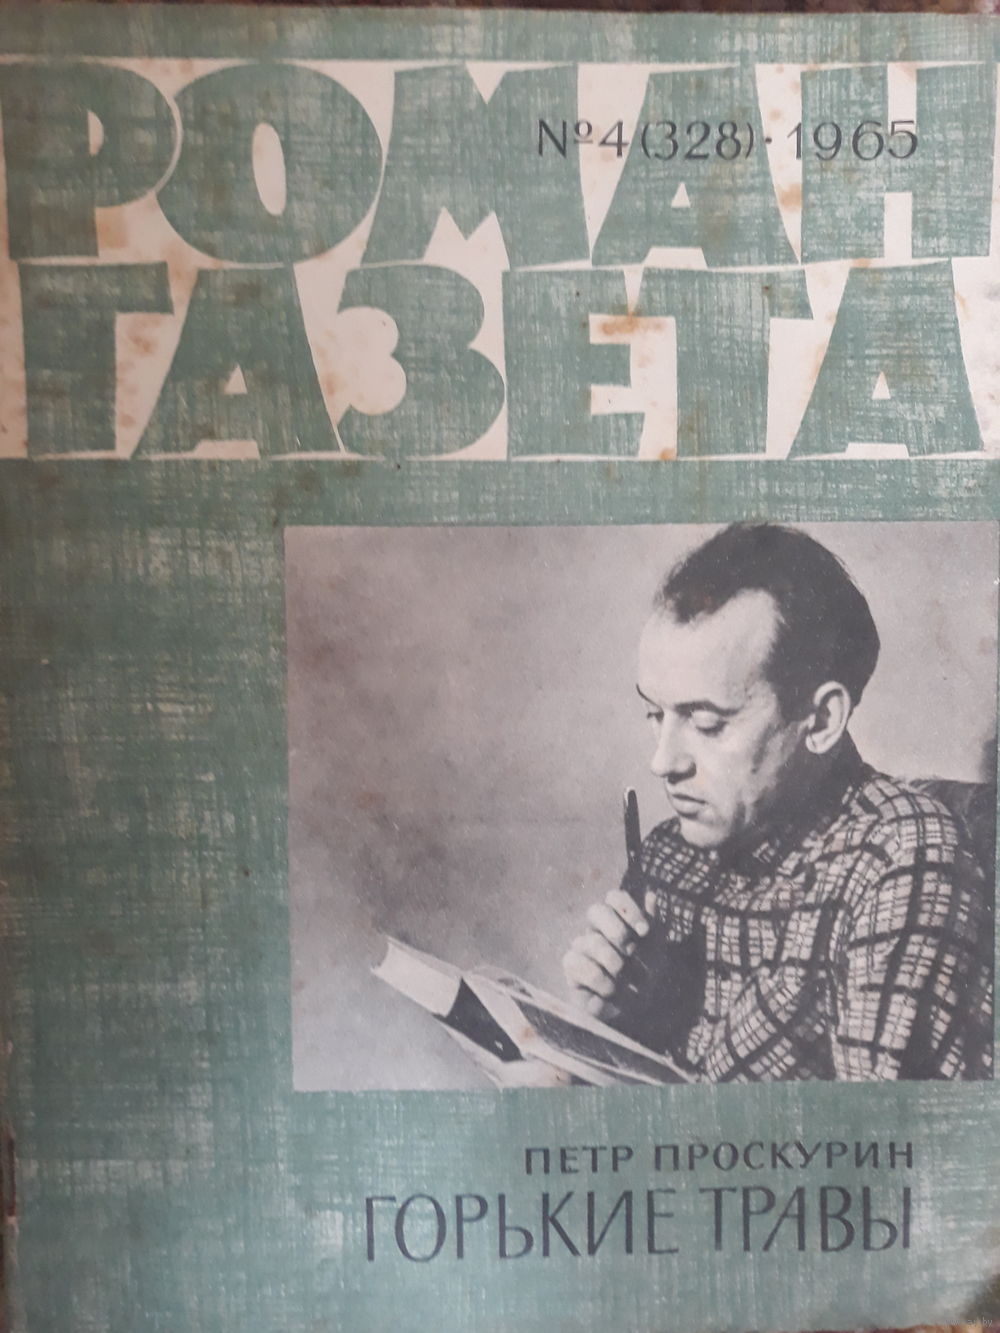 РОМАН
№4(328)·1965
ГАЗЕТА
ПЕТР ПРОСКУРИН
ГОРЬКИЕ ТРАВЫ